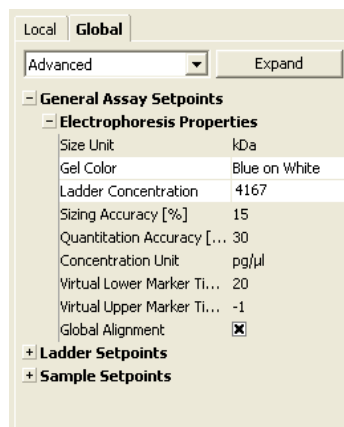 Local Global
Advanced Expand
General Assay Setpoints
Electrophoresis Properties
Size Unit kDa
Gel Color Blue on White
Ladder Concentration 4167
Sizing Accuracy [%] 15
Quantitation Accuracy [... 30
Concentration Unit pg/µl
Virtual Lower Marker Ti... 20
Virtual Upper Marker Ti... -1
Global Alignment
Ladder Setpoints
Sample Setpoints